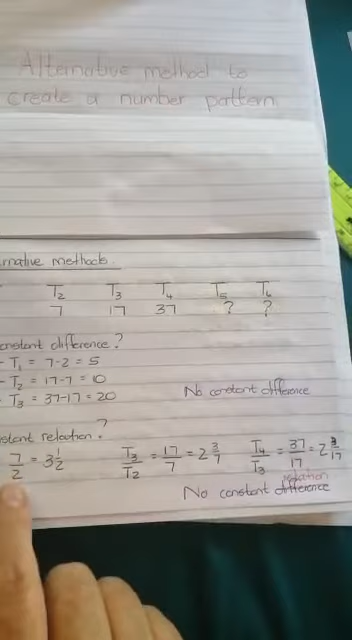 Alternative method to
create a number pattern
rnative methods
T₂ T₃ T₄ T₅ T₆
7 17 37 ? ?
onstant difference?
- T₁ = 7-2 = 5
- T₂ = 17-7 = 10
- T₃ = 37-17 = 20
No constant difference
stant relation?
7/2 = 3 1/2 T₃/T₂ = 17/7 = 2 3/7 T₄/T₃ = 37/17 = 2 3/17
relation
No constant difference